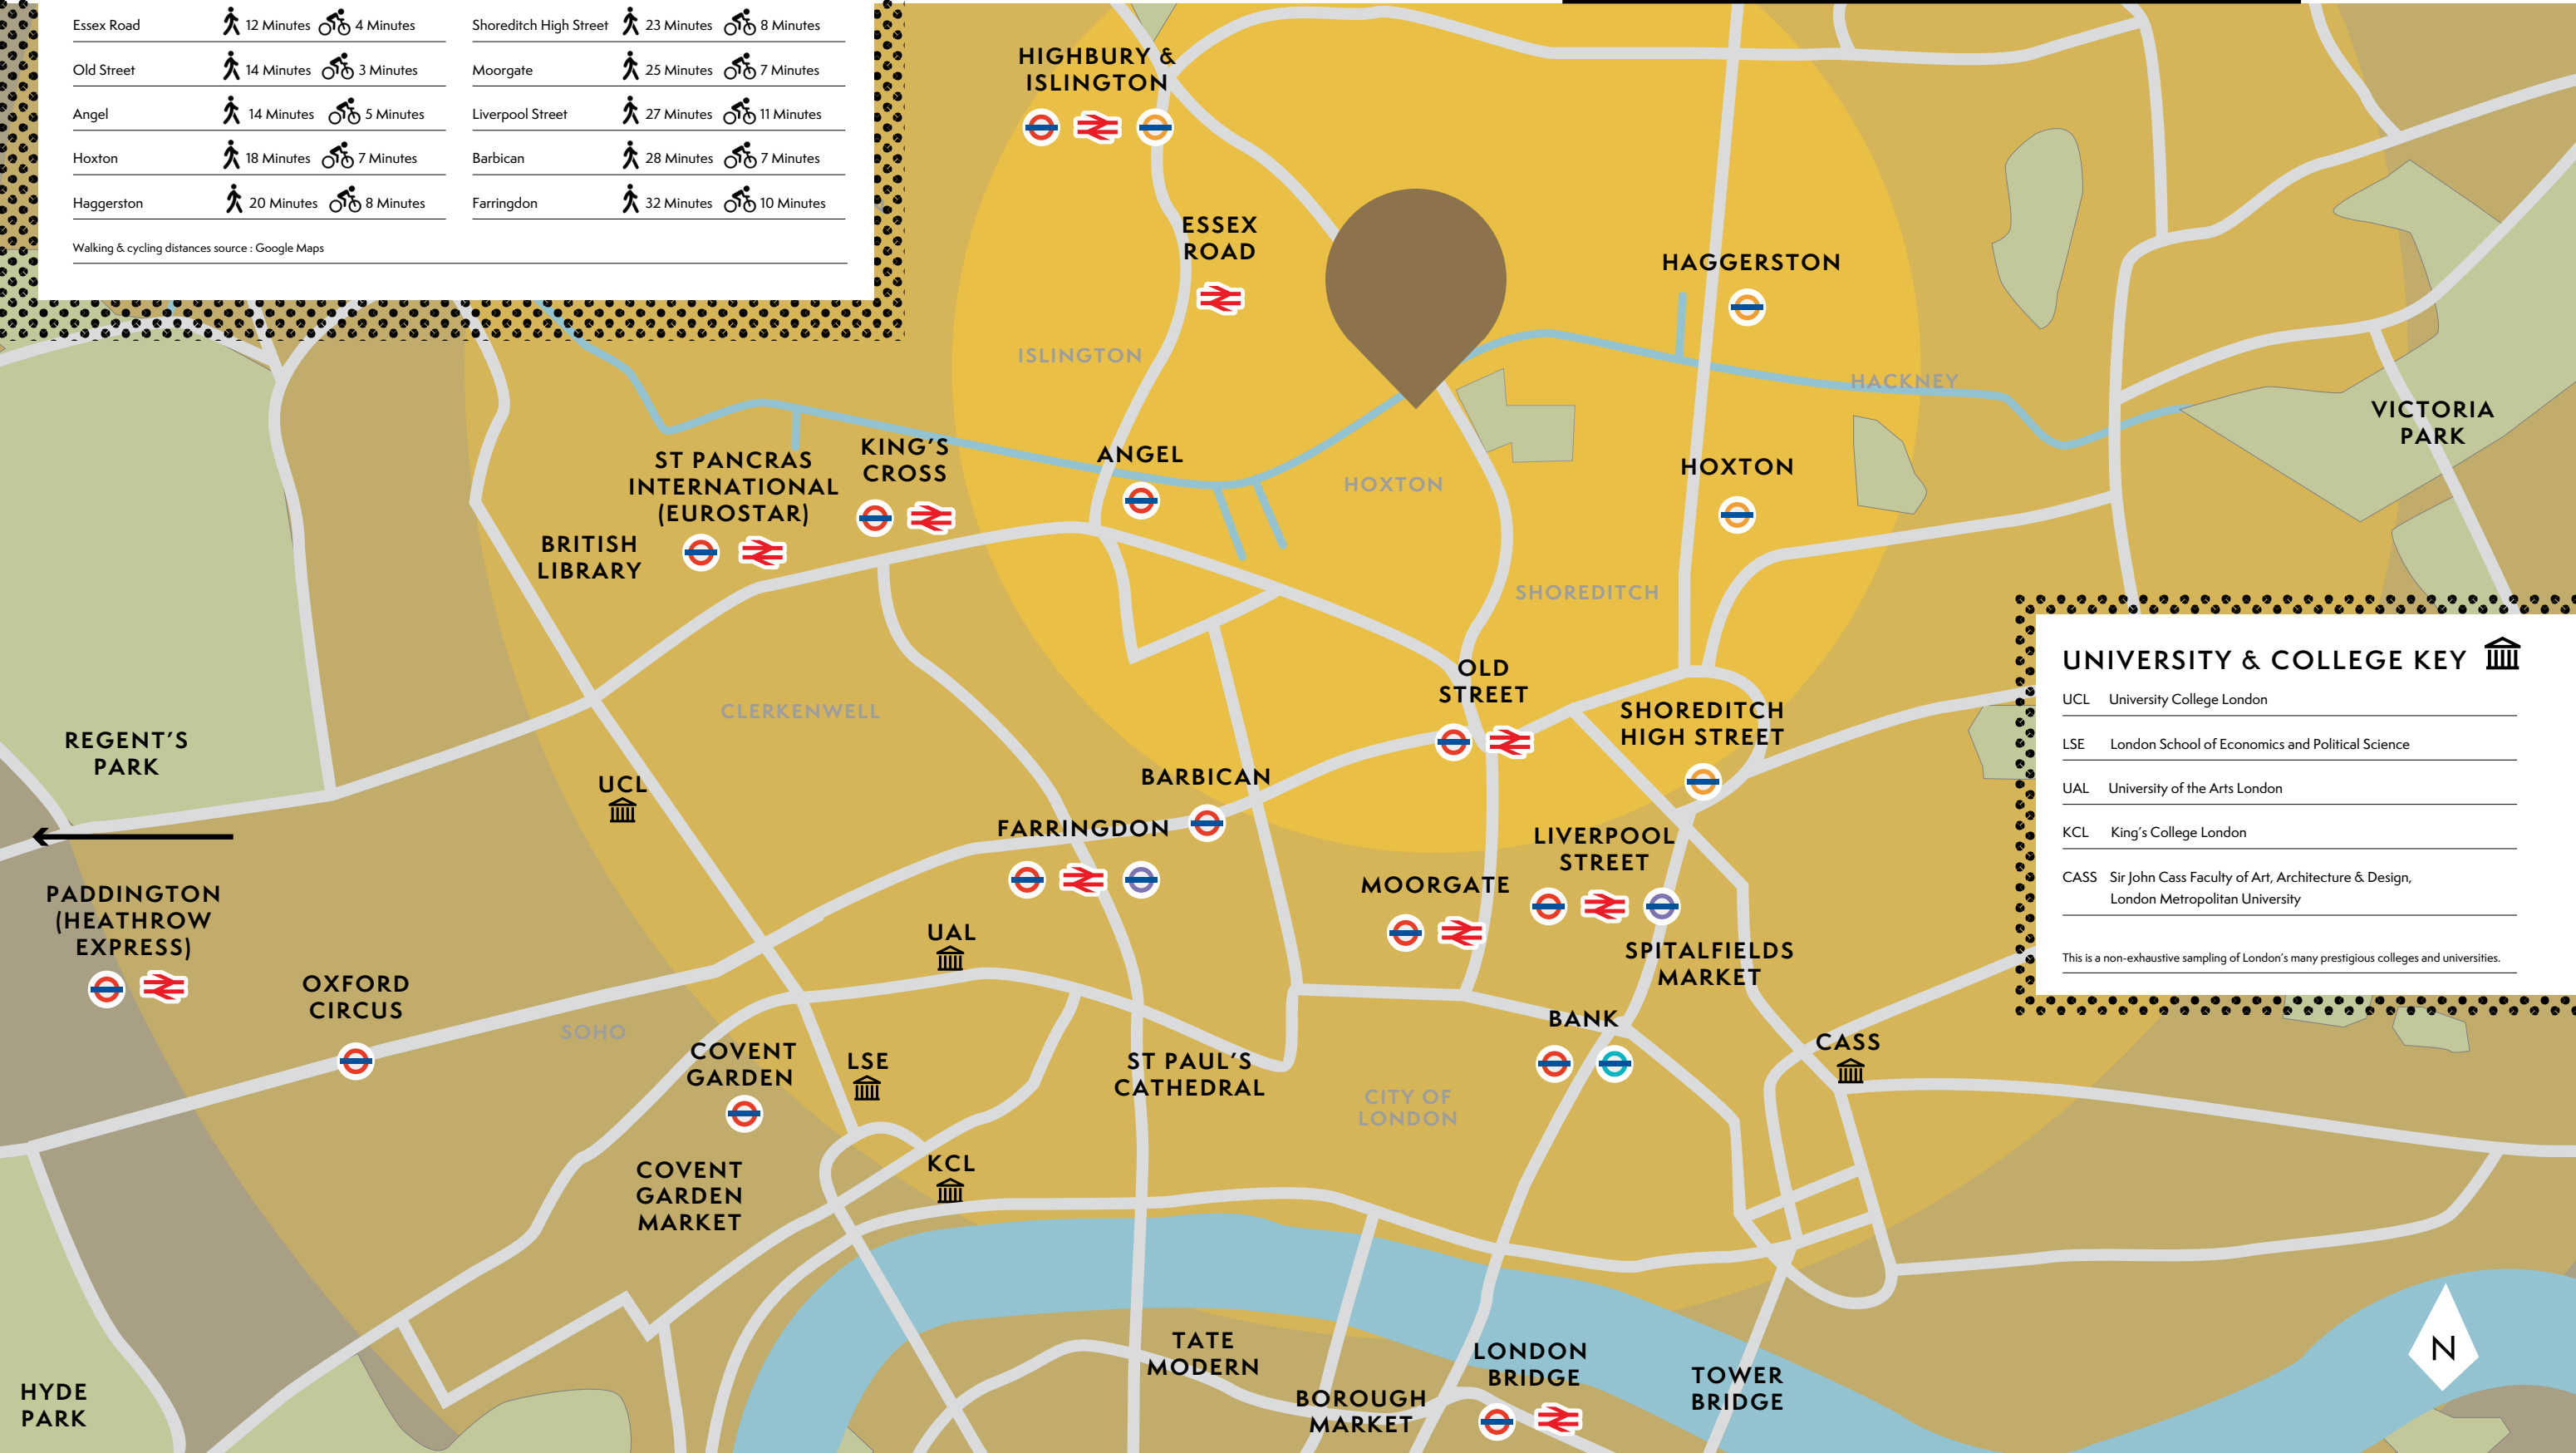 Essex Road 12 Minutes 4 Minutes
Old Street 14 Minutes 3 Minutes
Angel 14 Minutes 5 Minutes
Hoxton 18 Minutes 7 Minutes
Haggerston 20 Minutes 8 Minutes
Shoreditch High Street 23 Minutes 8 Minutes
Moorgate 25 Minutes 7 Minutes
Liverpool Street 27 Minutes 11 Minutes
Barbican 28 Minutes 7 Minutes
Farringdon 32 Minutes 10 Minutes
Walking & cycling distances source : Google Maps
HIGHBURY &
ISLINGTON
ESSEX
ROAD
HAGGERSTON
ISLINGTON
HACKNEY
VICTORIA
PARK
KING'S
CROSS
ST PANCRAS
INTERNATIONAL
(EUROSTAR)
ANGEL
HOXTON
HOXTON
BRITISH
LIBRARY
SHOREDITCH
OLD
STREET
CLERKENWELL
SHOREDITCH
HIGH STREET
REGENT'S
PARK
UCL
BARBICAN
FARRINGDON
LIVERPOOL
STREET
MOORGATE
PADDINGTON
(HEATHROW
EXPRESS)
UAL
SPITALFIELDS
MARKET
OXFORD
CIRCUS
SOHO
BANK
COVENT
GARDEN
LSE
ST PAUL'S
CATHEDRAL
CASS
CITY OF
LONDON
COVENT
GARDEN
MARKET
KCL
TATE
MODERN
LONDON
BRIDGE
TOWER
BRIDGE
BOROUGH
MARKET
HYDE
PARK
UNIVERSITY & COLLEGE KEY
UCL University College London
LSE London School of Economics and Political Science
UAL University of the Arts London
KCL King's College London
CASS Sir John Cass Faculty of Art, Architecture & Design,
London Metropolitan University
This is a non-exhaustive sampling of London's many prestigious colleges and universities.
N